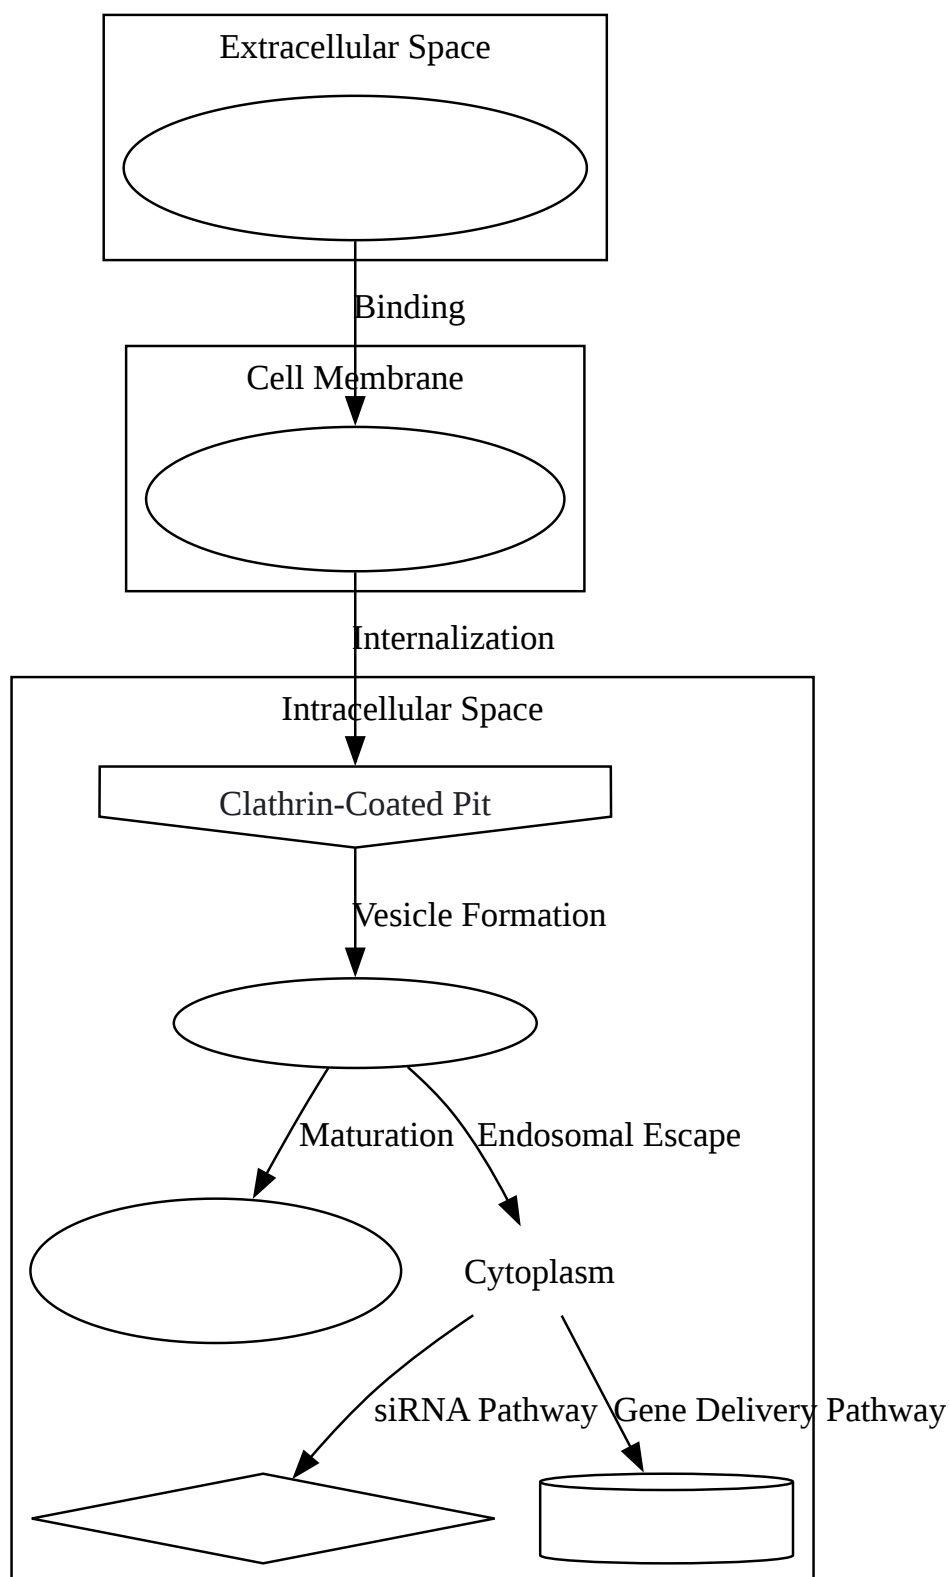 Extracellular Space
Binding
Cell Membrane
Internalization
Intracellular Space
Clathrin-Coated Pit
Vesicle Formation
Maturation
Endosomal Escape
Cytoplasm
siRNA Pathway
Gene Delivery Pathway